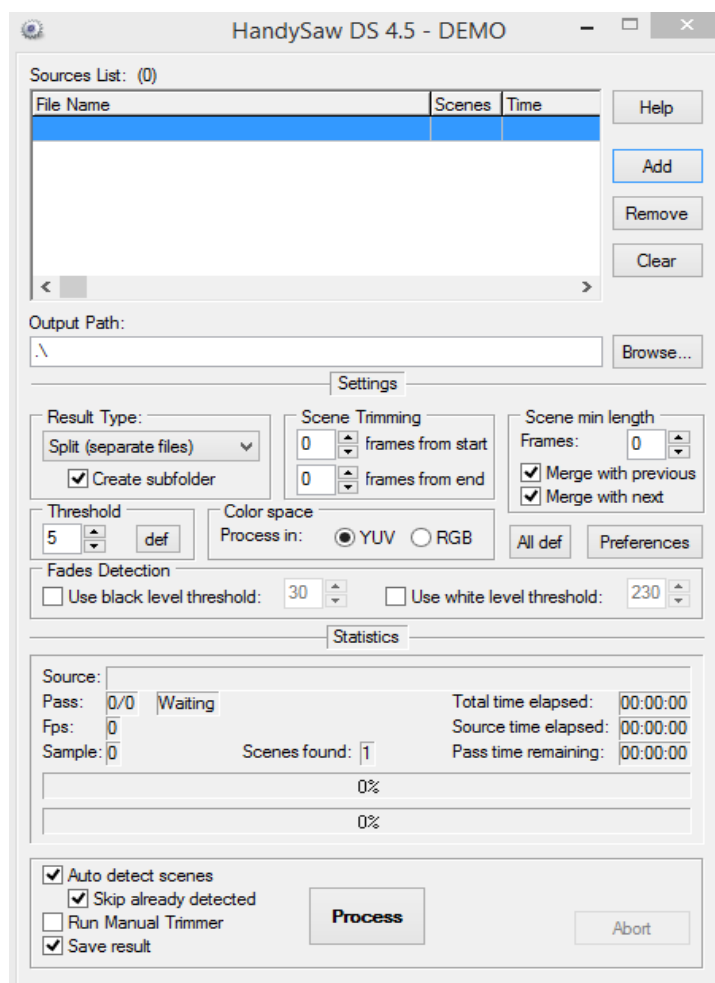 HandySaw DS 4.5 - DEMO
Sources List: (0)
File Name Scenes Time
Help
Add
Remove
Clear
Output Path:
.\ Browse...
Settings
Result Type: Scene Trimming Scene min length
Split (separate files) 0 frames from start Frames: 0
Create subfolder 0 frames from end Merge with previous
Merge with next
Threshold Color space
5 def Process in: YUV RGB All def Preferences
Fades Detection
Use black level threshold: 30 Use white level threshold: 230
Statistics
Source:
Pass: 0/0 Waiting Total time elapsed: 00:00:00
Fps: 0 Source time elapsed: 00:00:00
Sample: 0 Scenes found: 1 Pass time remaining: 00:00:00
0%
0%
Auto detect scenes
Skip already detected
Run Manual Trimmer Process Abort
Save result